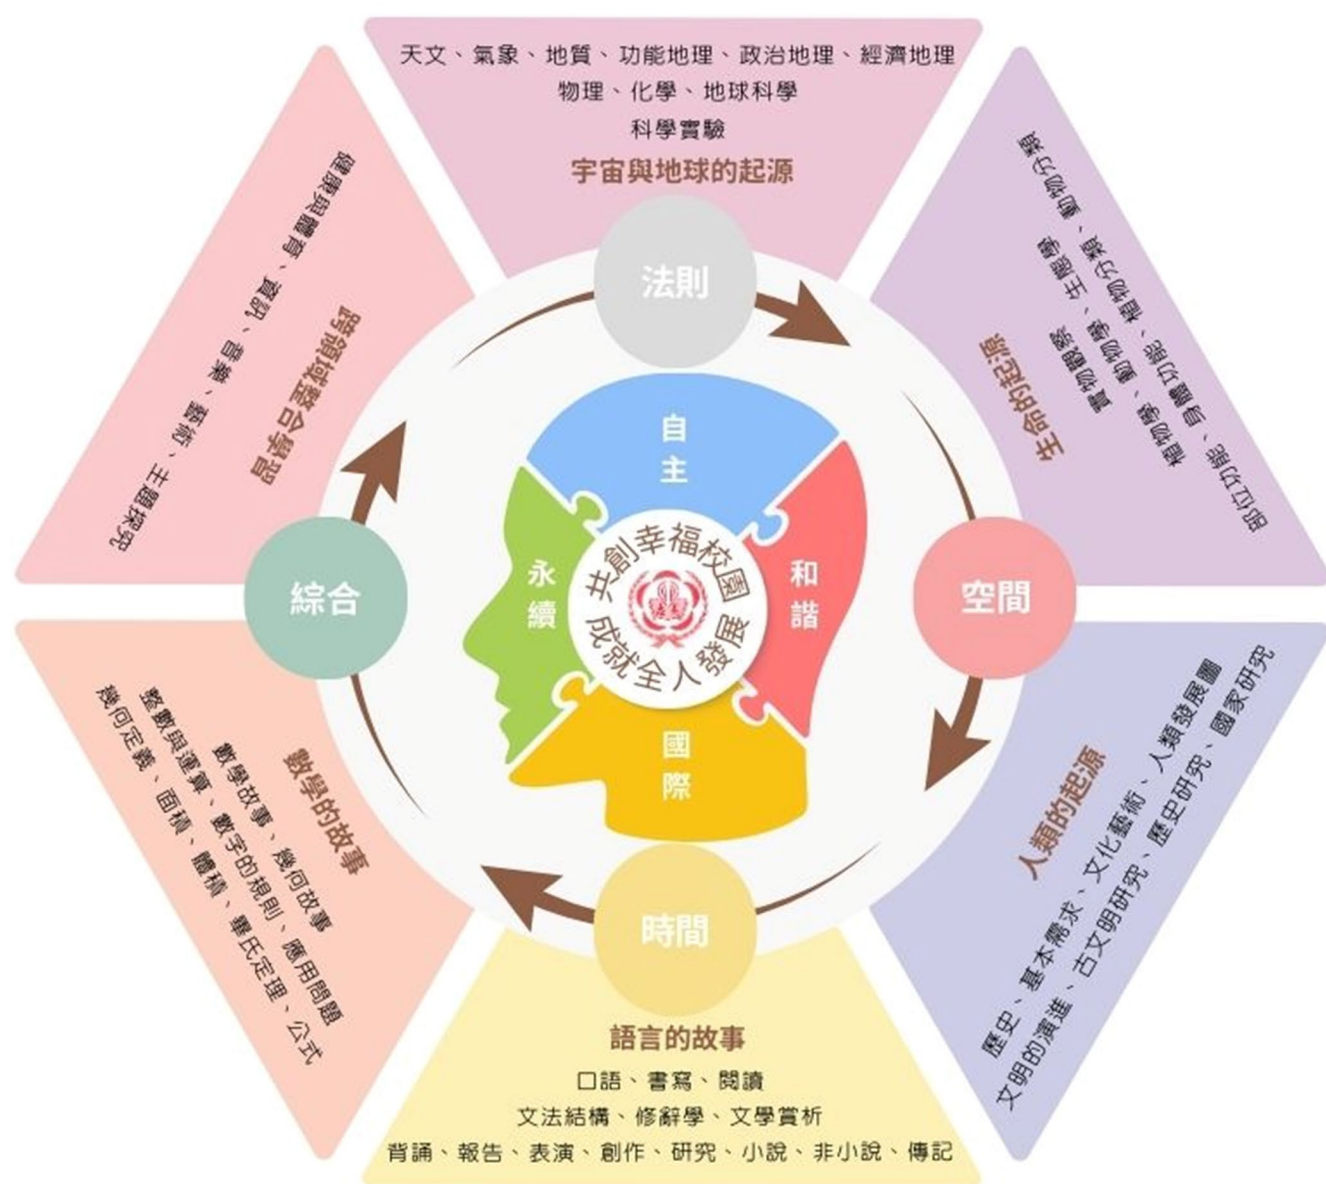 天文、氣象、地質、功能地理、政治地理、經濟地理
物理、化學、地球科學
科學實驗
宇宙與地球的起源
部位功能、身體功能、植物分類、動物分類
植物學、動物學、生態學
實物觀察
生命的起源
人類的起源
歷史、基本需求、文化藝術、人類發展圖
文明的演進、古文明研究、歷史研究、國家研究
語言的故事
口語、書寫、閱讀
文法結構、修辭學、文學賞析
背誦、報告、表演、創作、研究、小說、非小說、傳記
數學的故事
數學故事、幾何故事
整數與運算、數字的規則、應用問題
幾何定義、面積、體積、畢氏定理、公式
健康與體育、資訊、音樂、藝術、主題探究
跨領域整合學習
法則
空間
時間
綜合
自主
和諧
國際
永續
共創幸福校園
成就全人發展